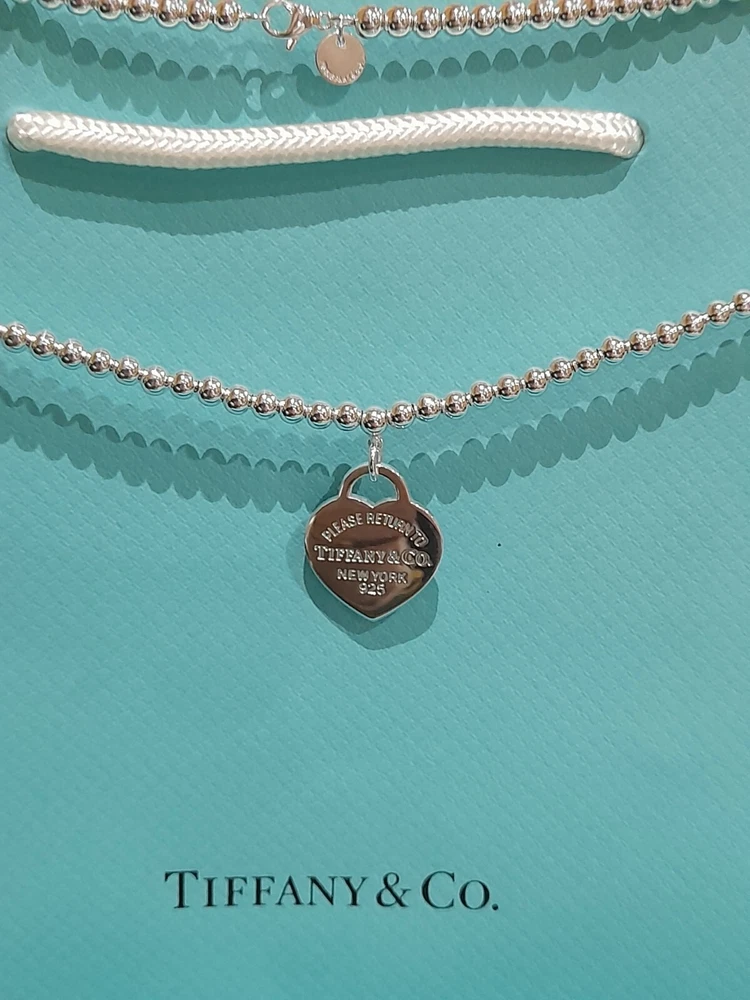 PLEASE RETURN TO
TIFFANY & CO.
NEW YORK
925
TIFFANY & CO.